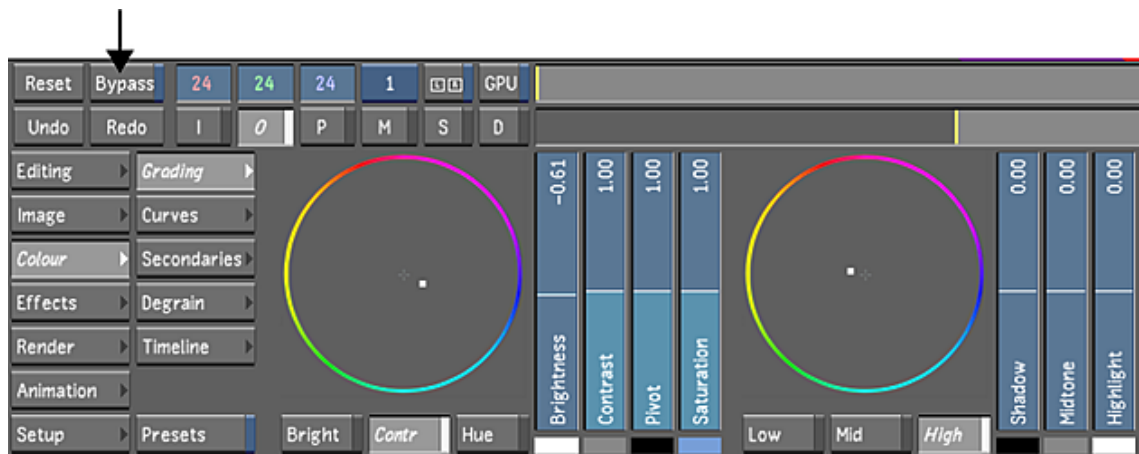 Reset Bypass 24 24 24 1 L R GPU
Undo Redo I O P M S D
Editing Grading
Image Curves
Colour Secondaries
Effects Degrain
Render Timeline
Animation
Setup Presets Bright Contr Hue
Brightness -0.61
Contrast 1.00
Pivot 1.00
Saturation 1.00
Low Mid High
Shadow 0.00
Midtone 0.00
Highlight 0.00